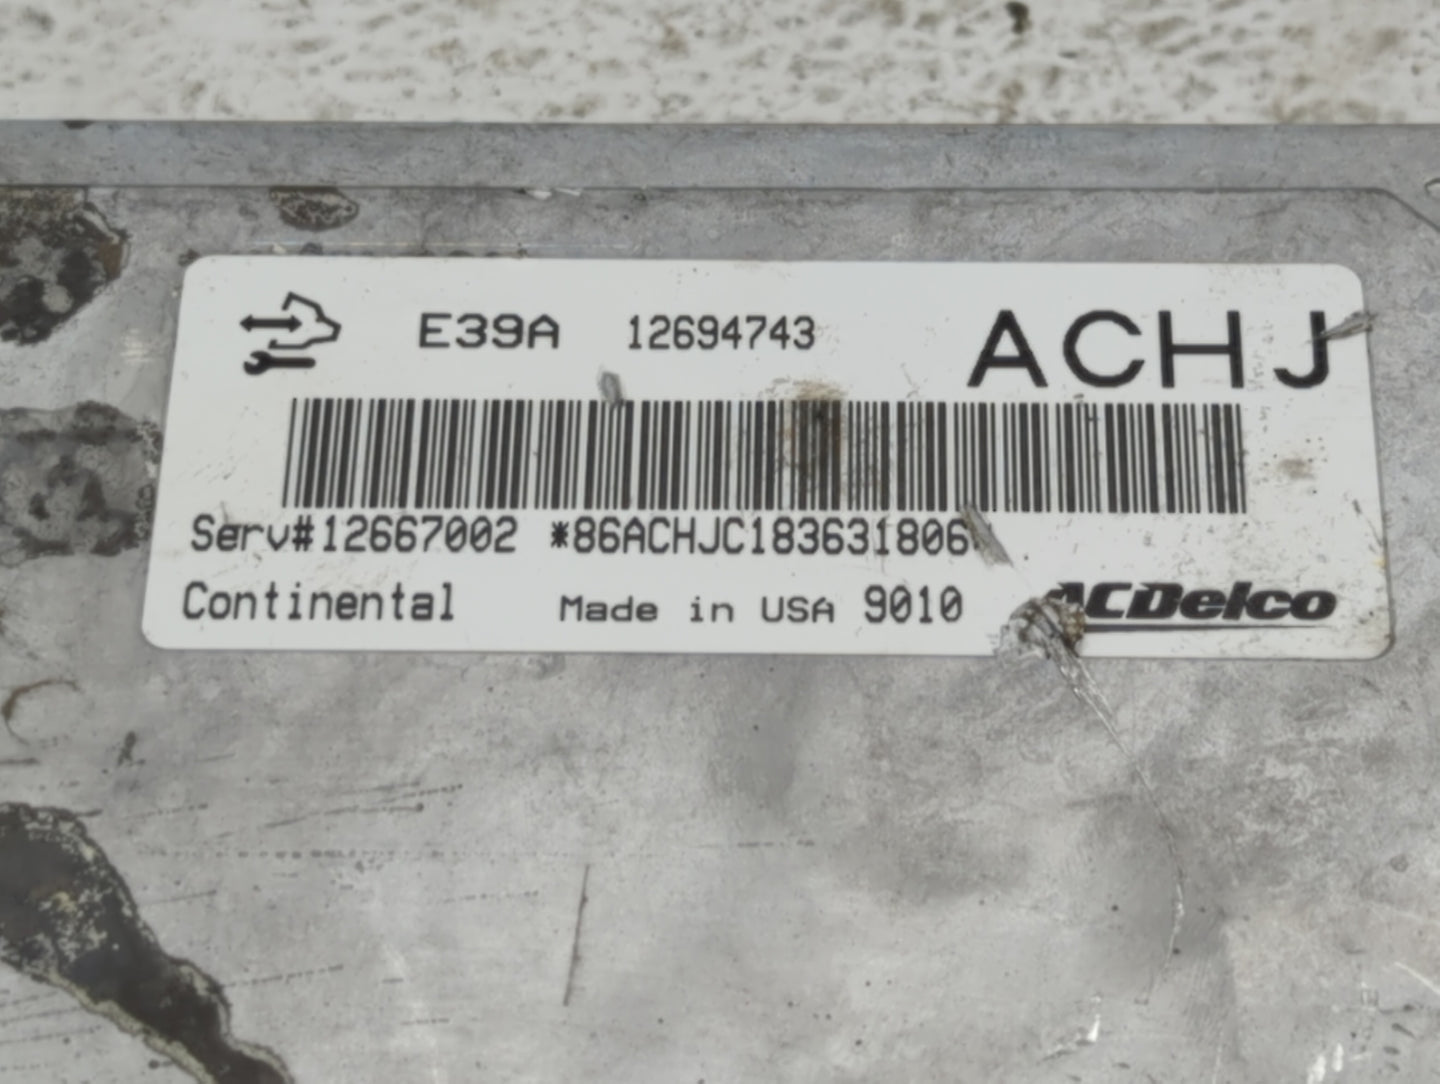 E39A 12694743 ACHJ
Serv#12667002 *86ACHJC183631806
Continental Made in USA 9010 ACDelco